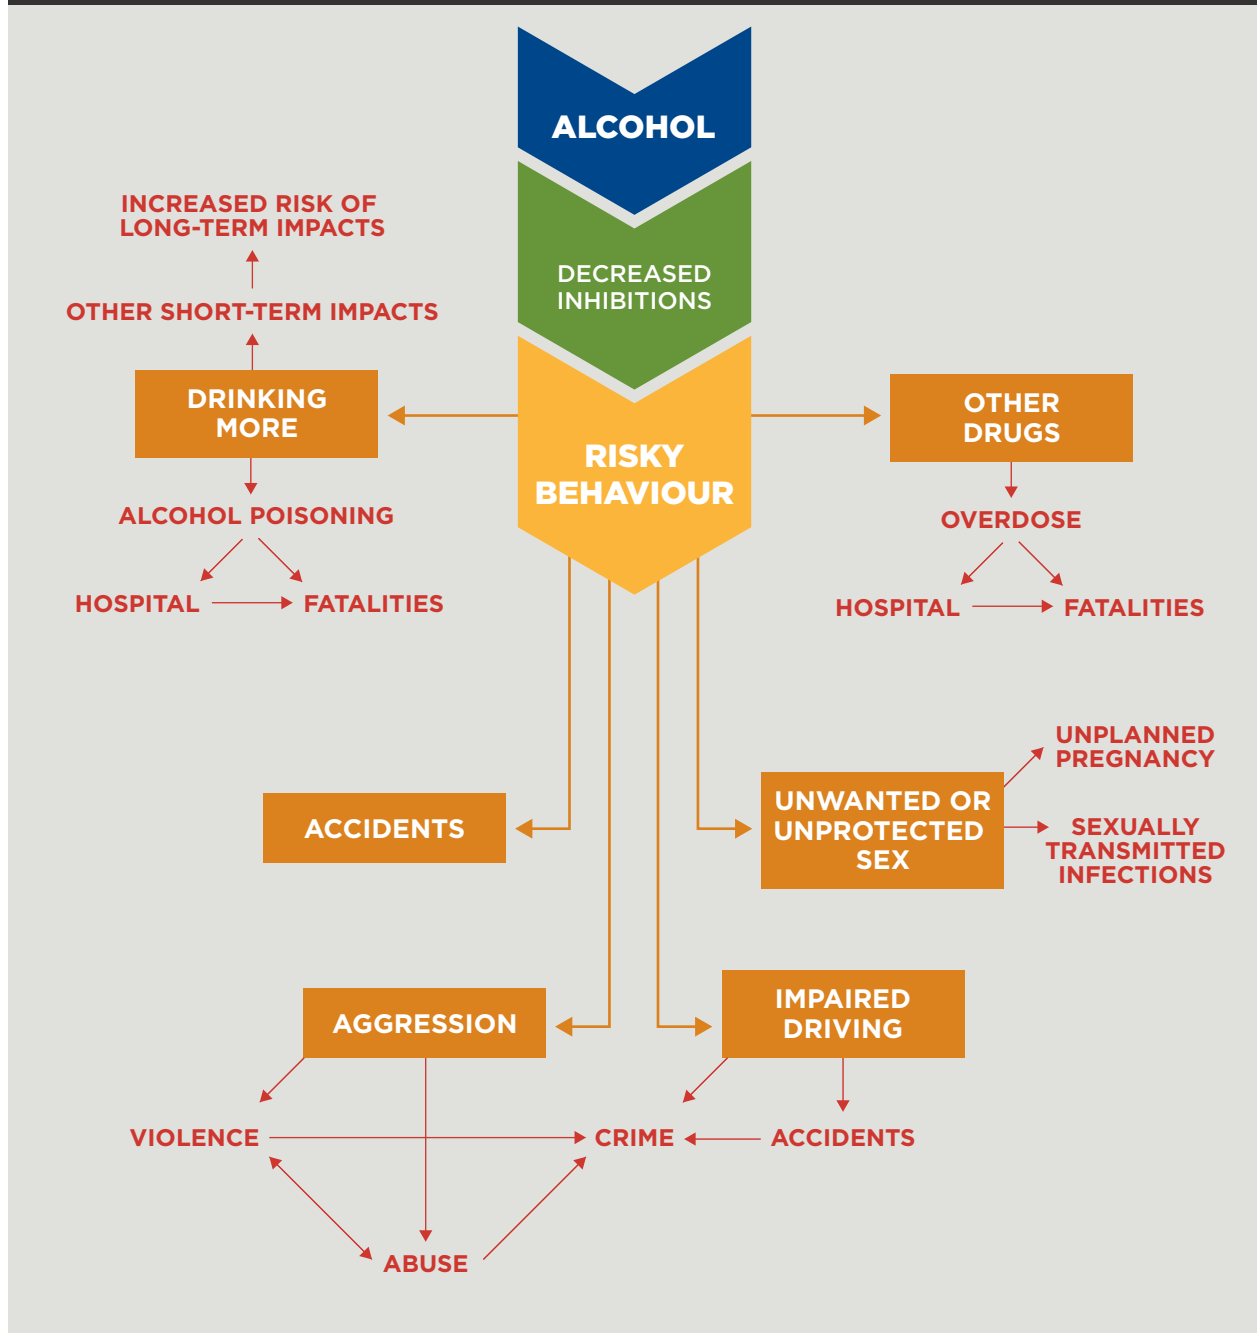 ALCOHOL
DECREASED
INHIBITIONS
RISKY
BEHAVIOUR
INCREASED RISK OF
LONG-TERM IMPACTS
OTHER SHORT-TERM IMPACTS
DRINKING
MORE
ALCOHOL POISONING
HOSPITAL
FATALITIES
OTHER
DRUGS
OVERDOSE
HOSPITAL
FATALITIES
ACCIDENTS
UNWANTED OR
UNPROTECTED
SEX
UNPLANNED
PREGNANCY
SEXUALLY
TRANSMITTED
INFECTIONS
AGGRESSION
IMPAIRED
DRIVING
VIOLENCE
CRIME
ACCIDENTS
ABUSE